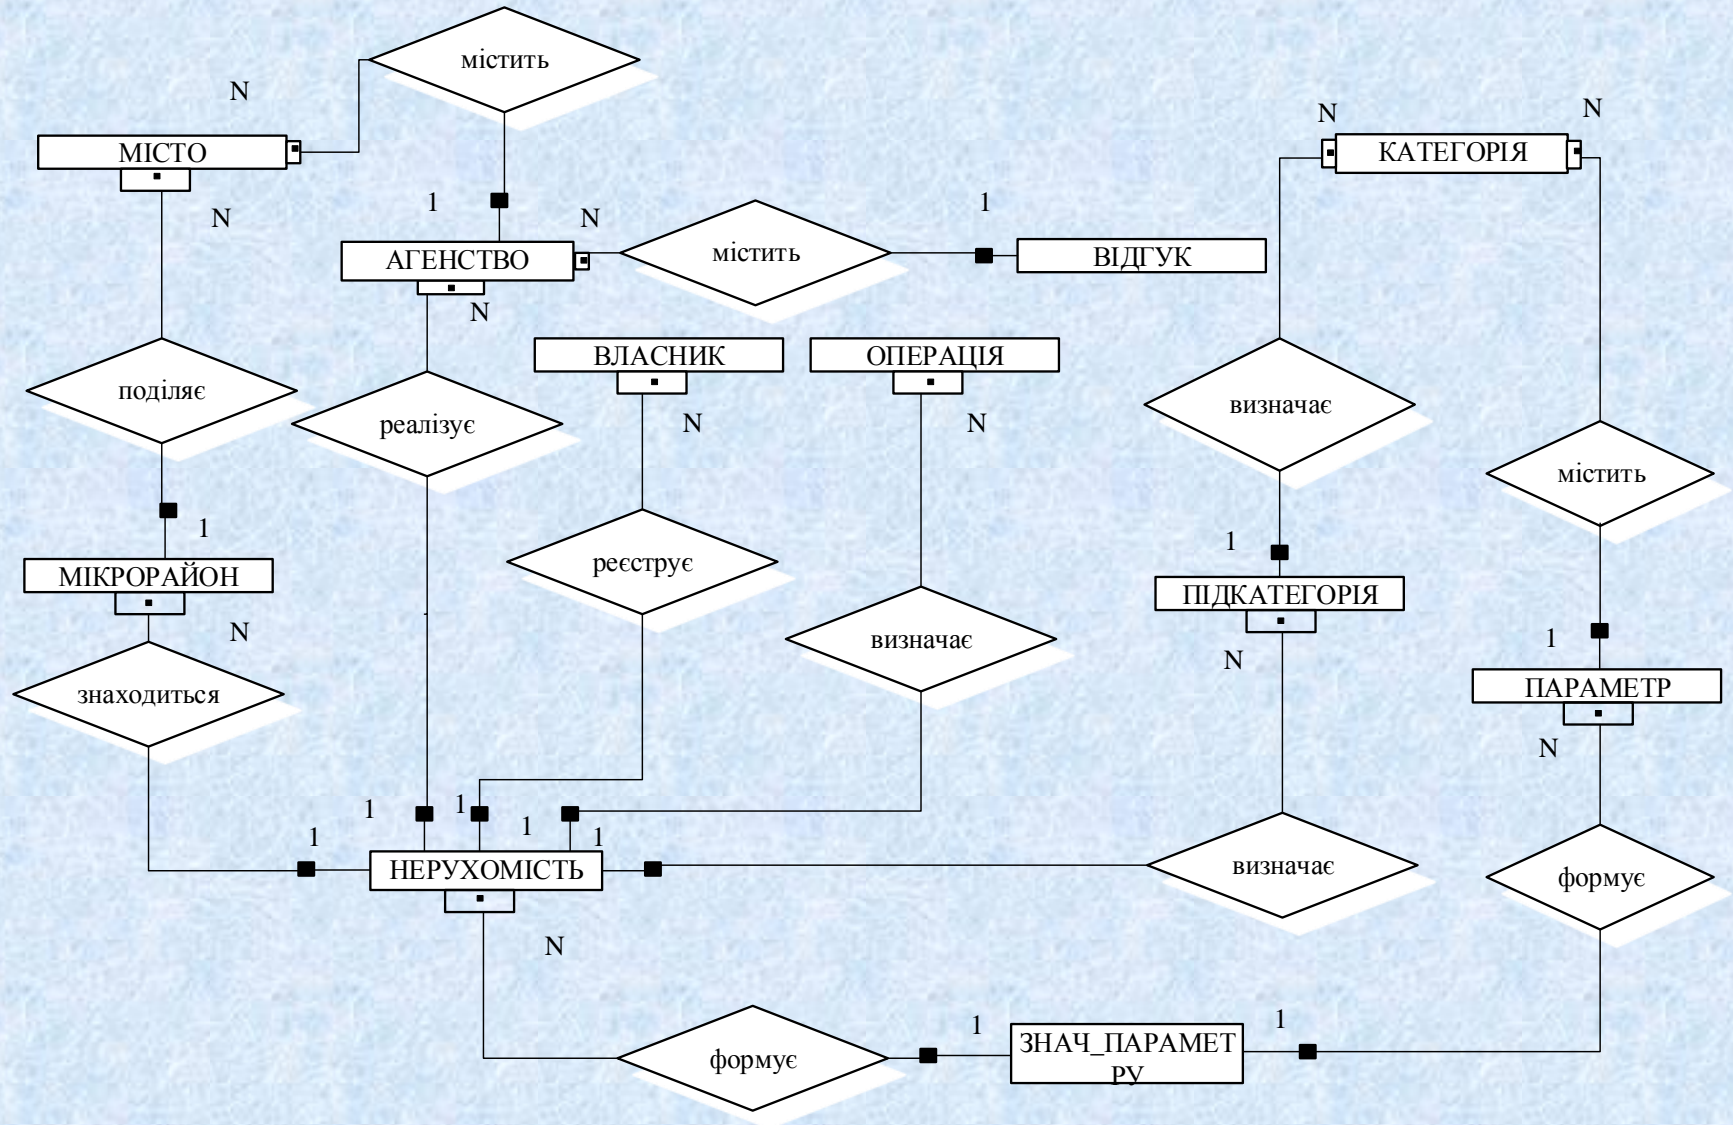 містить
N
N
N
МІСТО
КАТЕГОРІЯ
N
1
N
1
АГЕНСТВО
містить
ВІДГУК
N
ВЛАСНИК
ОПЕРАЦІЯ
поділяє
реалізує
N
N
визначає
містить
1
1
реєструє
МІКРОРАЙОН
ПІДКАТЕГОРІЯ
N
визначає
1
N
знаходиться
ПАРАМЕТР
N
1
1
1
1
1
НЕРУХОМІСТЬ
визначає
формує
N
1
1
формує
ЗНАЧ_ПАРАМЕТ
РУ